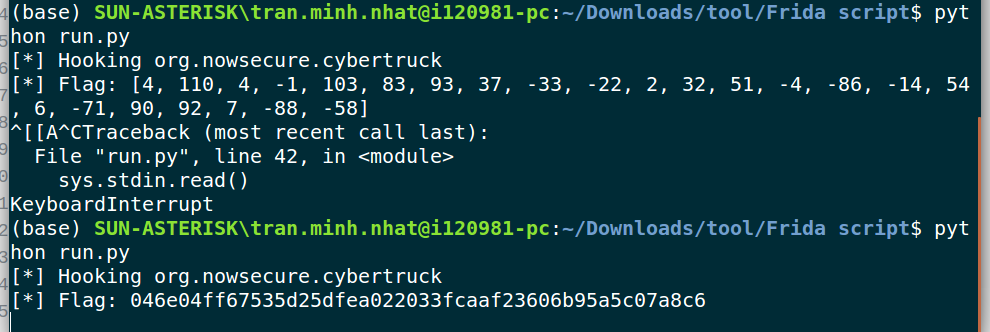 (base) SUN-ASTERISK\tran.minh.nhat@i120981-pc:~/Downloads/tool/Frida script$ pyt
hon run.py
[*] Hooking org.nowsecure.cybertruck
[*] Flag: [4, 110, 4, -1, 103, 83, 93, 37, -33, -22, 2, 32, 51, -4, -86, -14, 54
, 6, -71, 90, 92, 7, -88, -58]
^[[A^CTraceback (most recent call last):
  File "run.py", line 42, in <module>
    sys.stdin.read()
KeyboardInterrupt
(base) SUN-ASTERISK\tran.minh.nhat@i120981-pc:~/Downloads/tool/Frida script$ pyt
hon run.py
[*] Hooking org.nowsecure.cybertruck
[*] Flag: 046e04ff67535d25dfea022033fcaaf23606b95a5c07a8c6